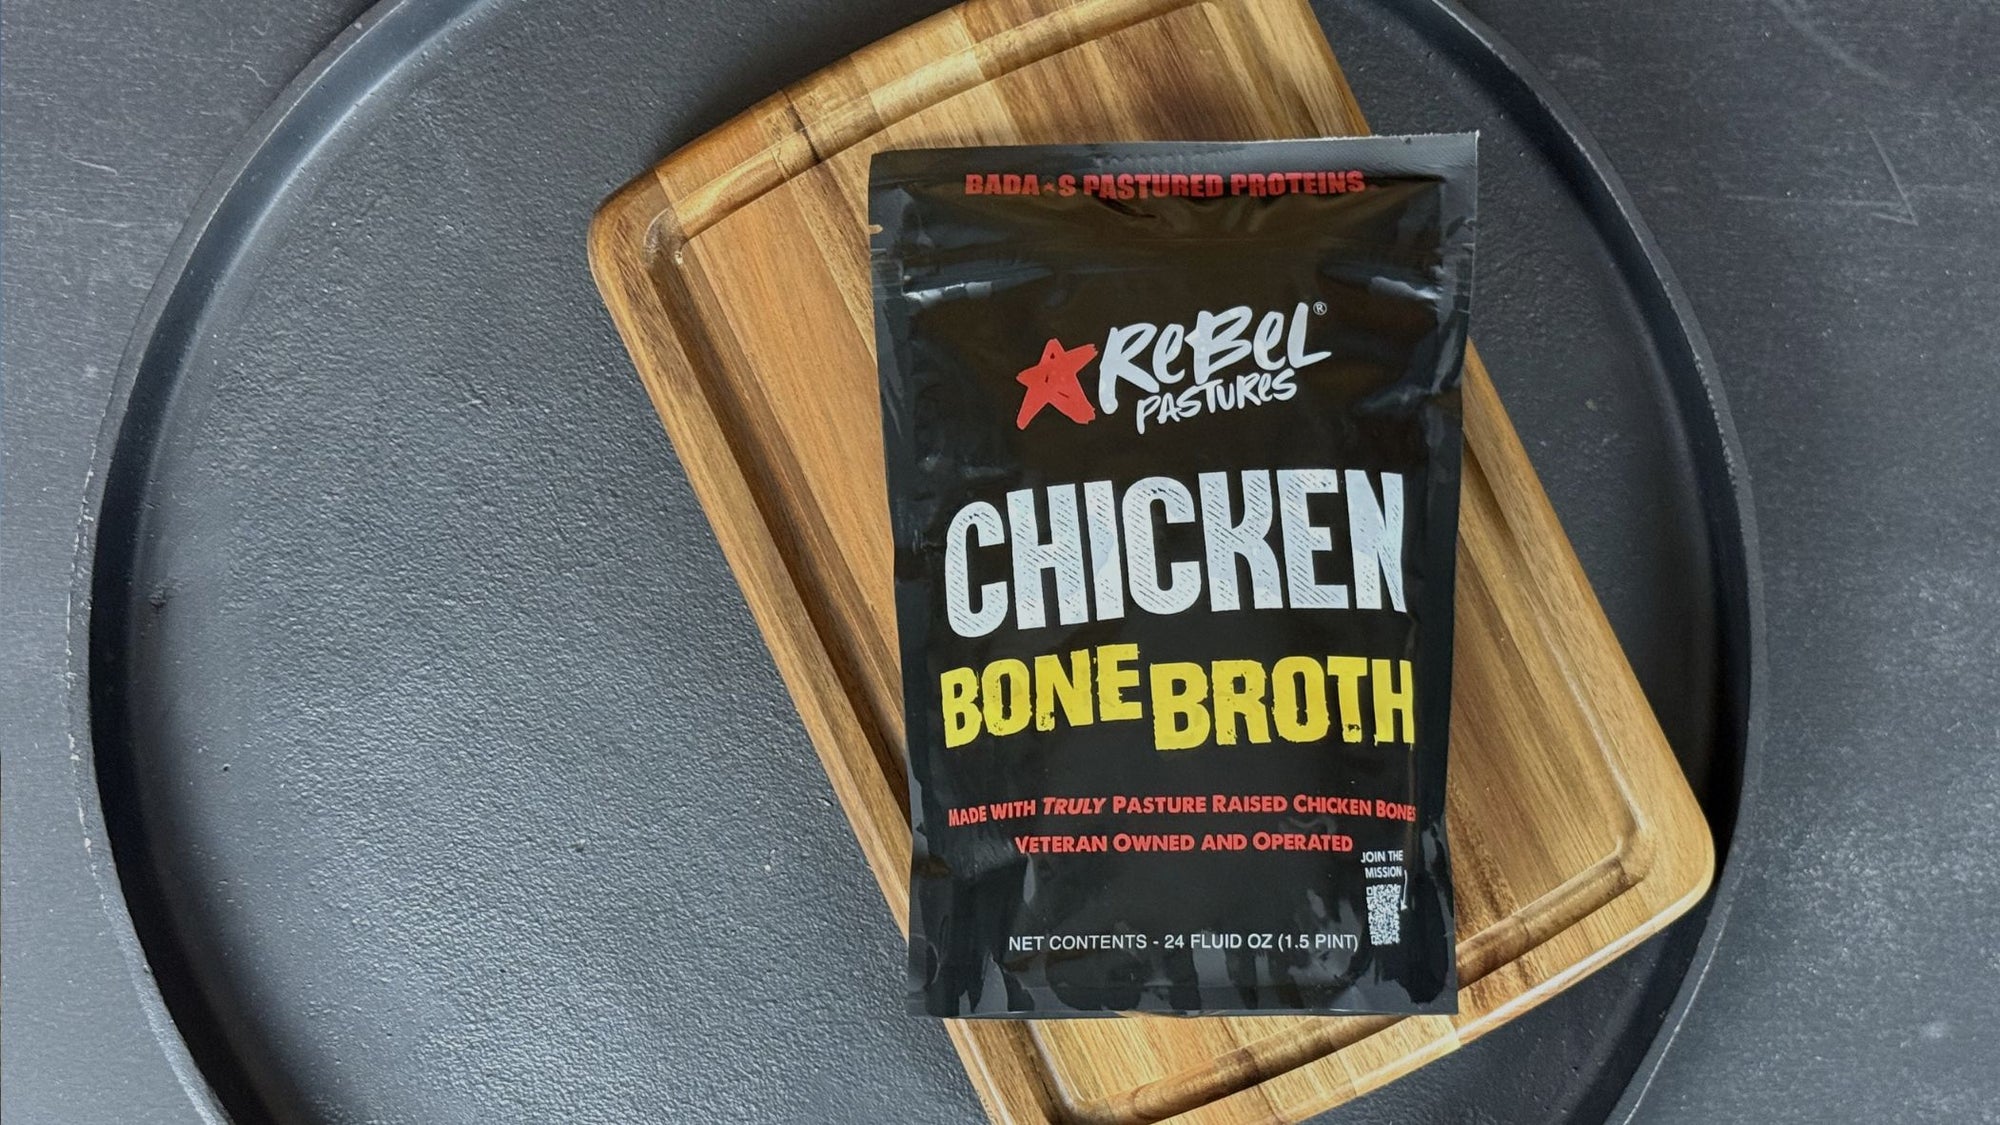 BADA★S PASTURED PROTEINS
REBEL®
PASTURES
CHICKEN
BONE BROTH
MADE WITH TRULY PASTURE RAISED CHICKEN BONES
VETERAN OWNED AND OPERATED
JOIN THE
MISSION
NET CONTENTS - 24 FLUID OZ (1.5 PINT)